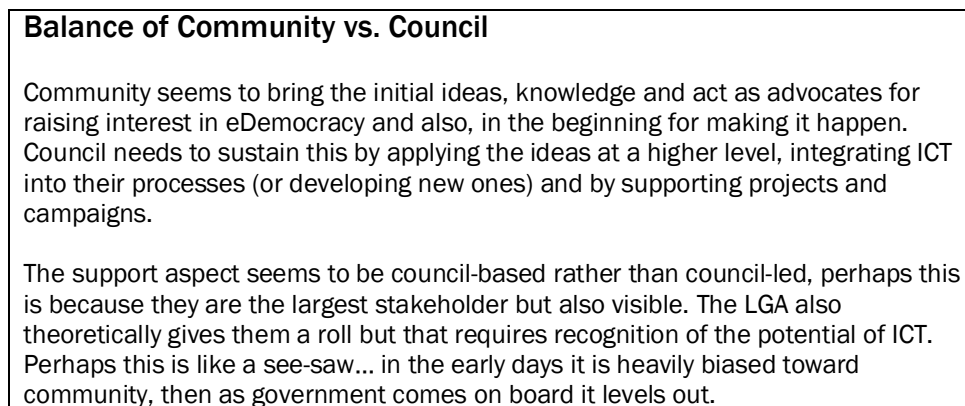 Balance of Community vs. Council
Community seems to bring the initial ideas, knowledge and act as advocates for
raising interest in eDemocracy and also, in the beginning for making it happen.
Council needs to sustain this by applying the ideas at a higher level, integrating ICT
into their processes (or developing new ones) and by supporting projects and
campaigns.
The support aspect seems to be council-based rather than council-led, perhaps this
is because they are the largest stakeholder but also visible. The LGA also
theoretically gives them a roll but that requires recognition of the potential of ICT.
Perhaps this is like a see-saw... in the early days it is heavily biased toward
community, then as government comes on board it levels out.